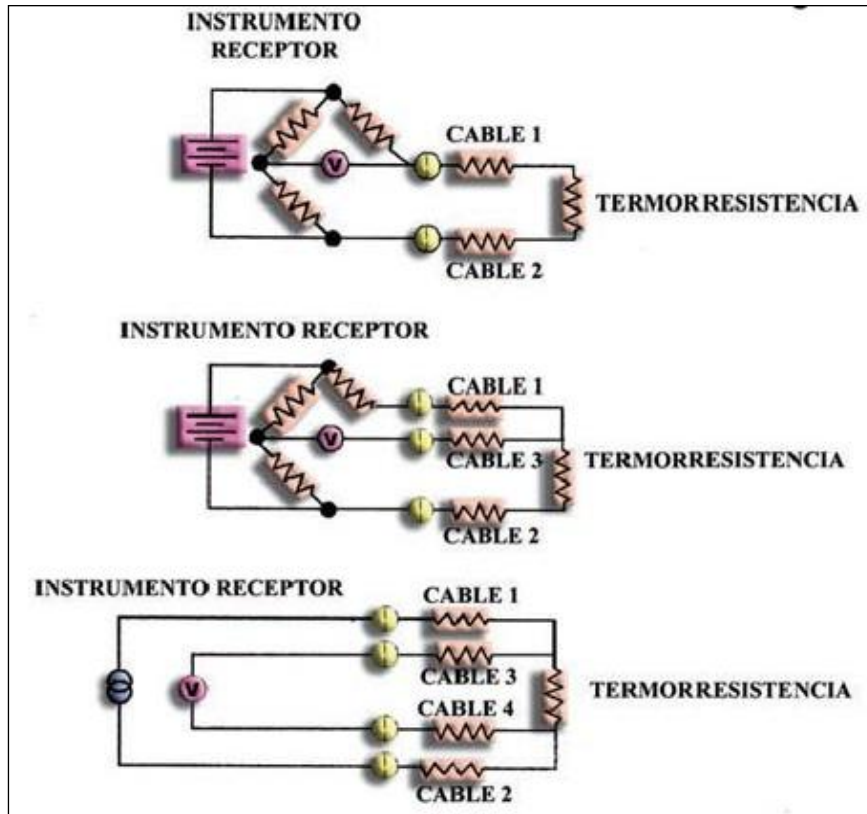 INSTRUMENTO
RECEPTOR
CABLE 1
V
TERMORRESISTENCIA
CABLE 2
INSTRUMENTO RECEPTOR
CABLE 1
V
CABLE 3
TERMORRESISTENCIA
CABLE 2
INSTRUMENTO RECEPTOR
CABLE 1
CABLE 3
V
TERMORRESISTENCIA
CABLE 4
CABLE 2